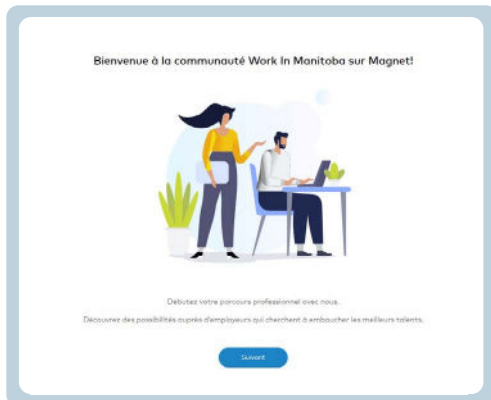 Bienvenue à la communauté Work In Manitoba sur Magnet!
Débutez votre parcours professionnel avec nous.
Découvrez des possibilités auprès d'employeurs qui cherchent à embaucher les meilleurs talents.
Suivant